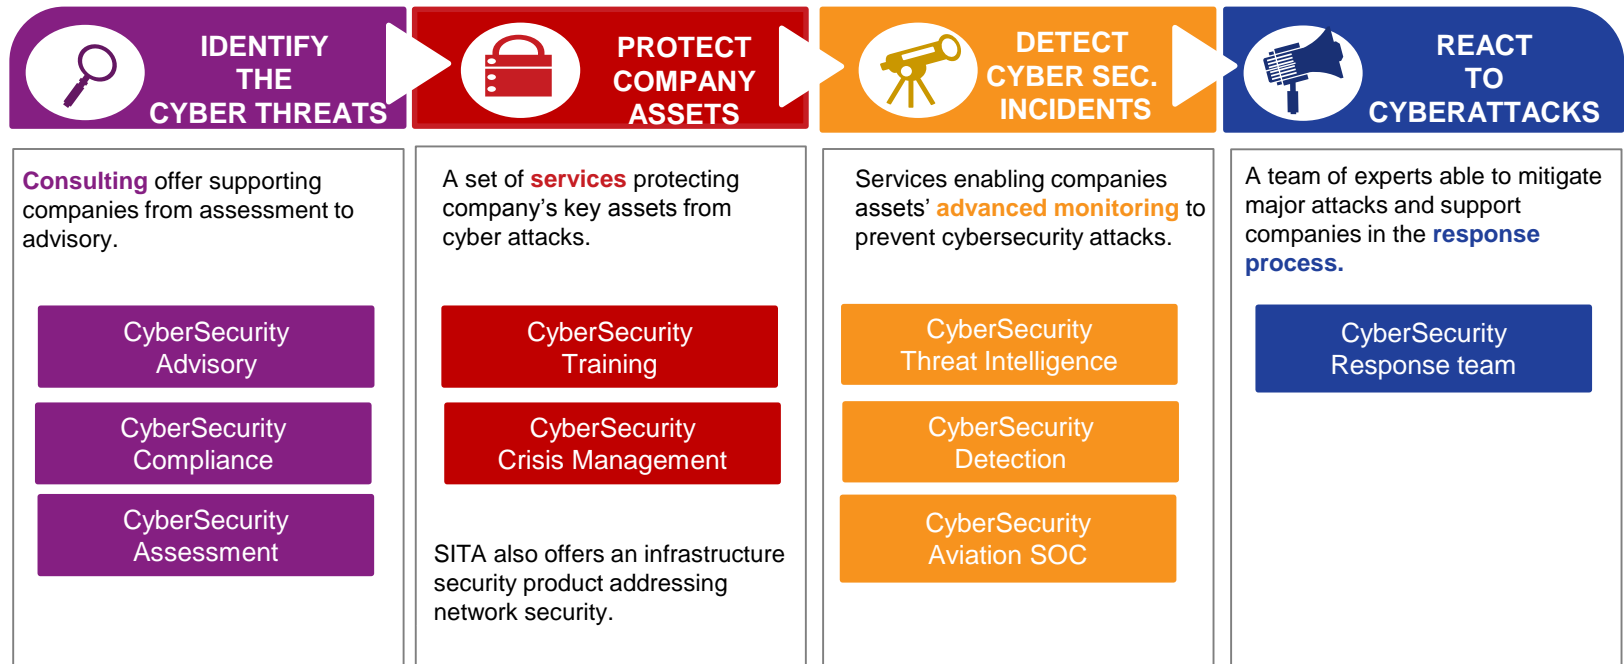 IDENTIFY
THE
CYBER THREATS
PROTECT
COMPANY
ASSETS
DETECT
CYBER SEC.
INCIDENTS
REACT
TO
CYBERATTACKS
Consulting offer supporting
companies from assessment to
advisory.
CyberSecurity
Advisory
CyberSecurity
Compliance
CyberSecurity
Assessment
A set of services protecting
company’s key assets from
cyber attacks.
CyberSecurity
Training
CyberSecurity
Crisis Management
SITA also offers an infrastructure
security product addressing
network security.
Services enabling companies
assets’ advanced monitoring to
prevent cybersecurity attacks.
CyberSecurity
Threat Intelligence
CyberSecurity
Detection
CyberSecurity
Aviation SOC
A team of experts able to mitigate
major attacks and support
companies in the response
process.
CyberSecurity
Response team